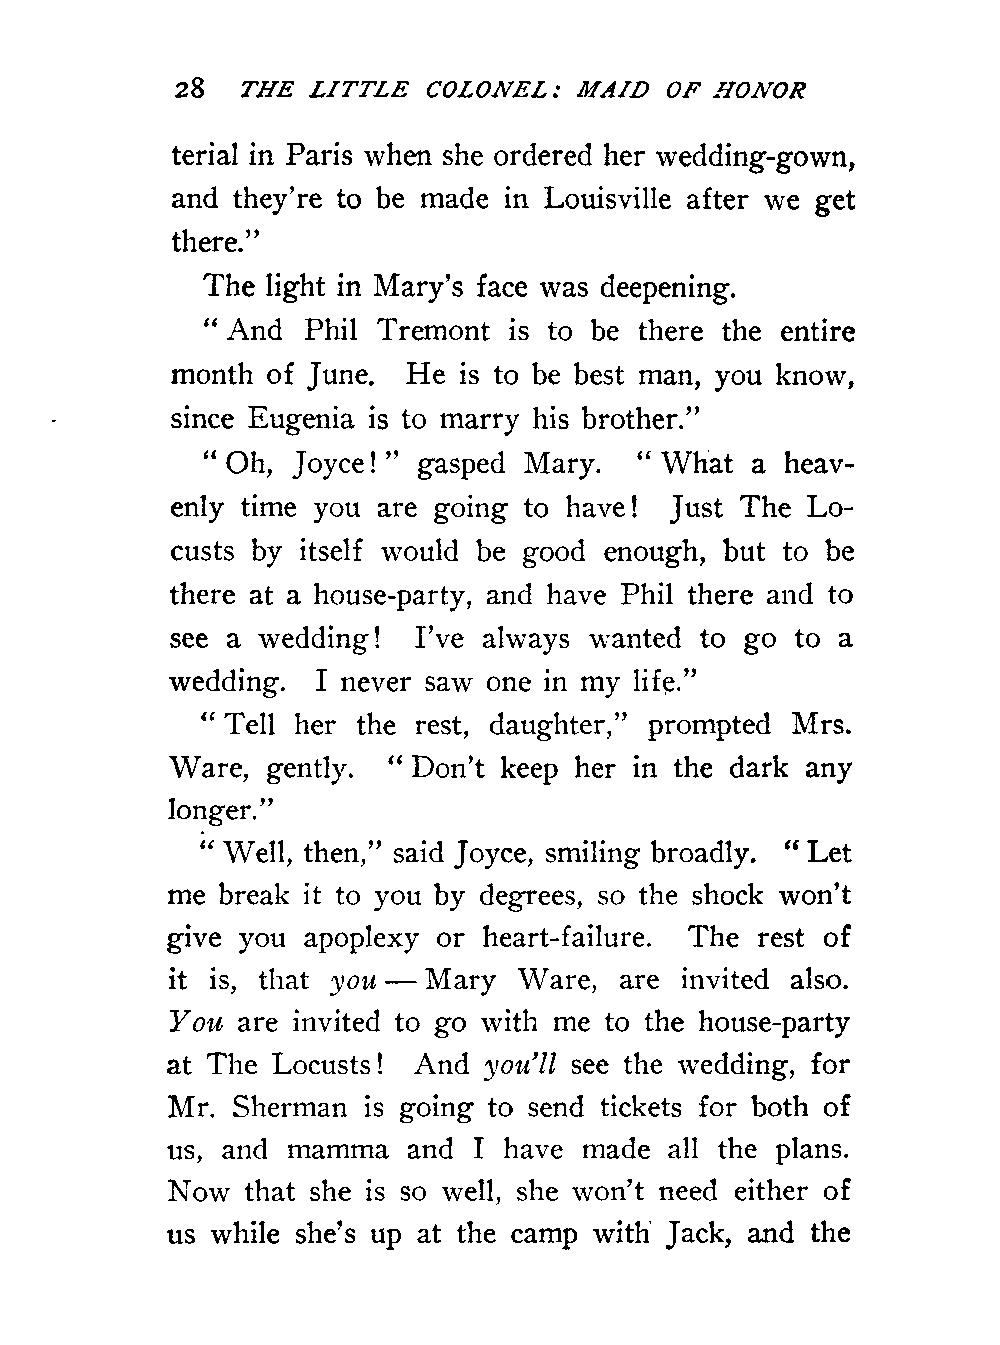 28 THE LITTLE COLONEL: MAID OF HONOR
terial in Paris when she ordered her wedding-gown,
and they're to be made in Louisville after we get
there."
The light in Mary's face was deepening.
"And Phil Tremont is to be there the entire
month of June. He is to be best man, you know,
since Eugenia is to marry his brother."
"Oh, Joyce!" gasped Mary. "What a heav-
enly time you are going to have! Just The Lo-
custs by itself would be good enough, but to be
there at a house-party, and have Phil there and to
see a wedding! I've always wanted to go to a
wedding. I never saw one in my life."
"Tell her the rest, daughter," prompted Mrs.
Ware, gently. "Don't keep her in the dark any
longer."
"Well, then," said Joyce, smiling broadly. "Let
me break it to you by degrees, so the shock won't
give you apoplexy or heart-failure. The rest of
it is, that you — Mary Ware, are invited also.
You are invited to go with me to the house-party
at The Locusts! And you'll see the wedding, for
Mr. Sherman is going to send tickets for both of
us, and mamma and I have made all the plans.
Now that she is so well, she won't need either of
us while she's up at the camp with Jack, and the